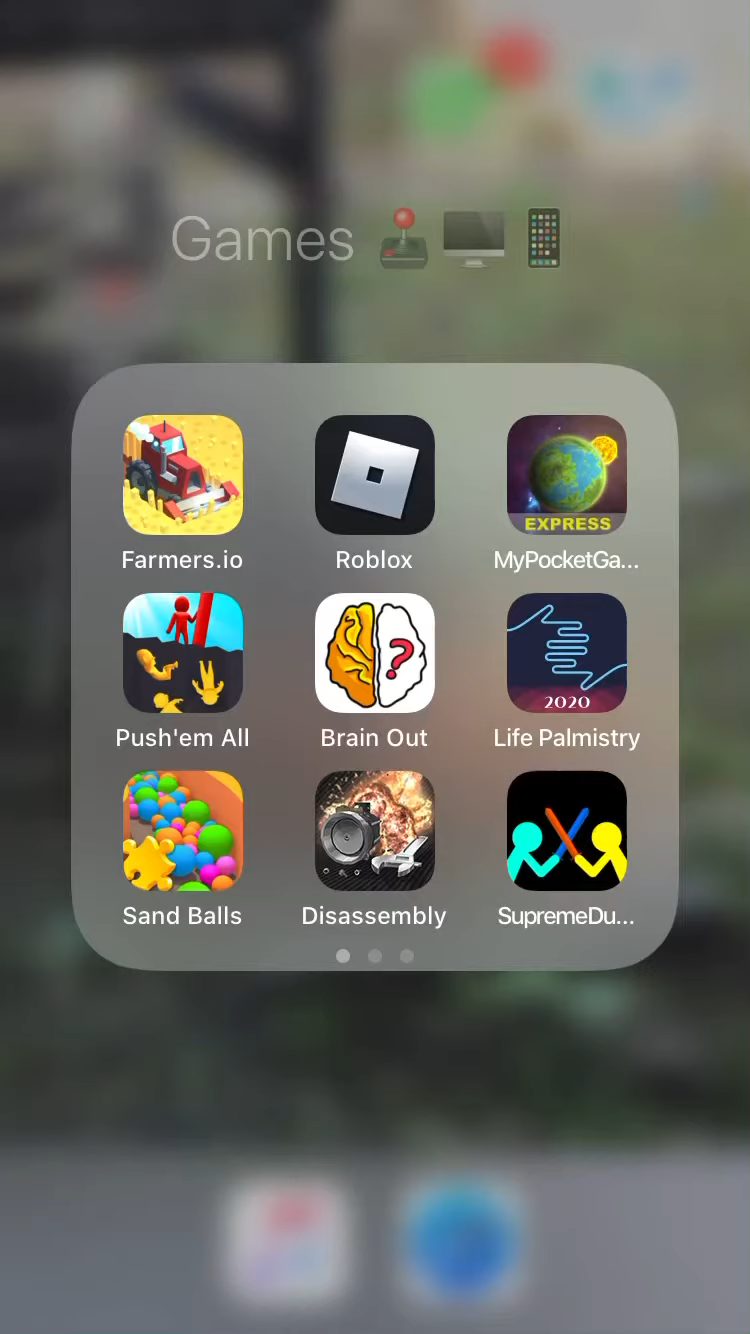 Games 🕹️🖥️📱
EXPRESS
Farmers.io Roblox MyPocketGa...
?
2020
Push'em All Brain Out Life Palmistry
Sand Balls Disassembly SupremeDu...